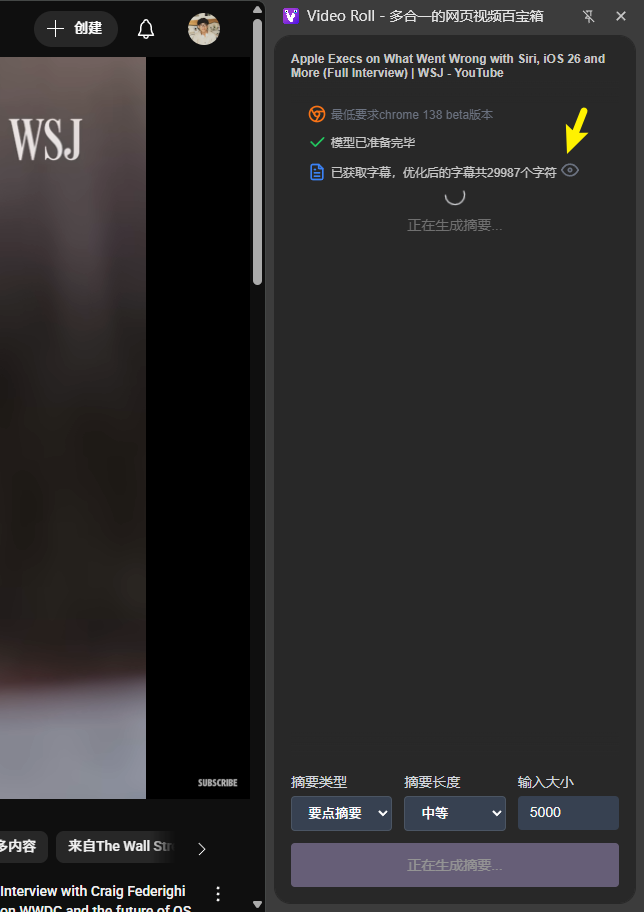 创建
Video Roll - 多合一的网页视频百宝箱
WSJ
Apple Execs on What Went Wrong with Siri, iOS 26 and
More (Full Interview) | WSJ - YouTube
最低要求chrome 138 beta版本
模型已准备完毕
已获取字幕，优化后的字幕共29987个字符
正在生成摘要...
SUBSCRIBE
多内容
来自The Wall Str
Interview with Craig Federighi
on WWDC and the future of OS
摘要类型
摘要长度
输入大小
要点摘要
中等
5000
正在生成摘要...